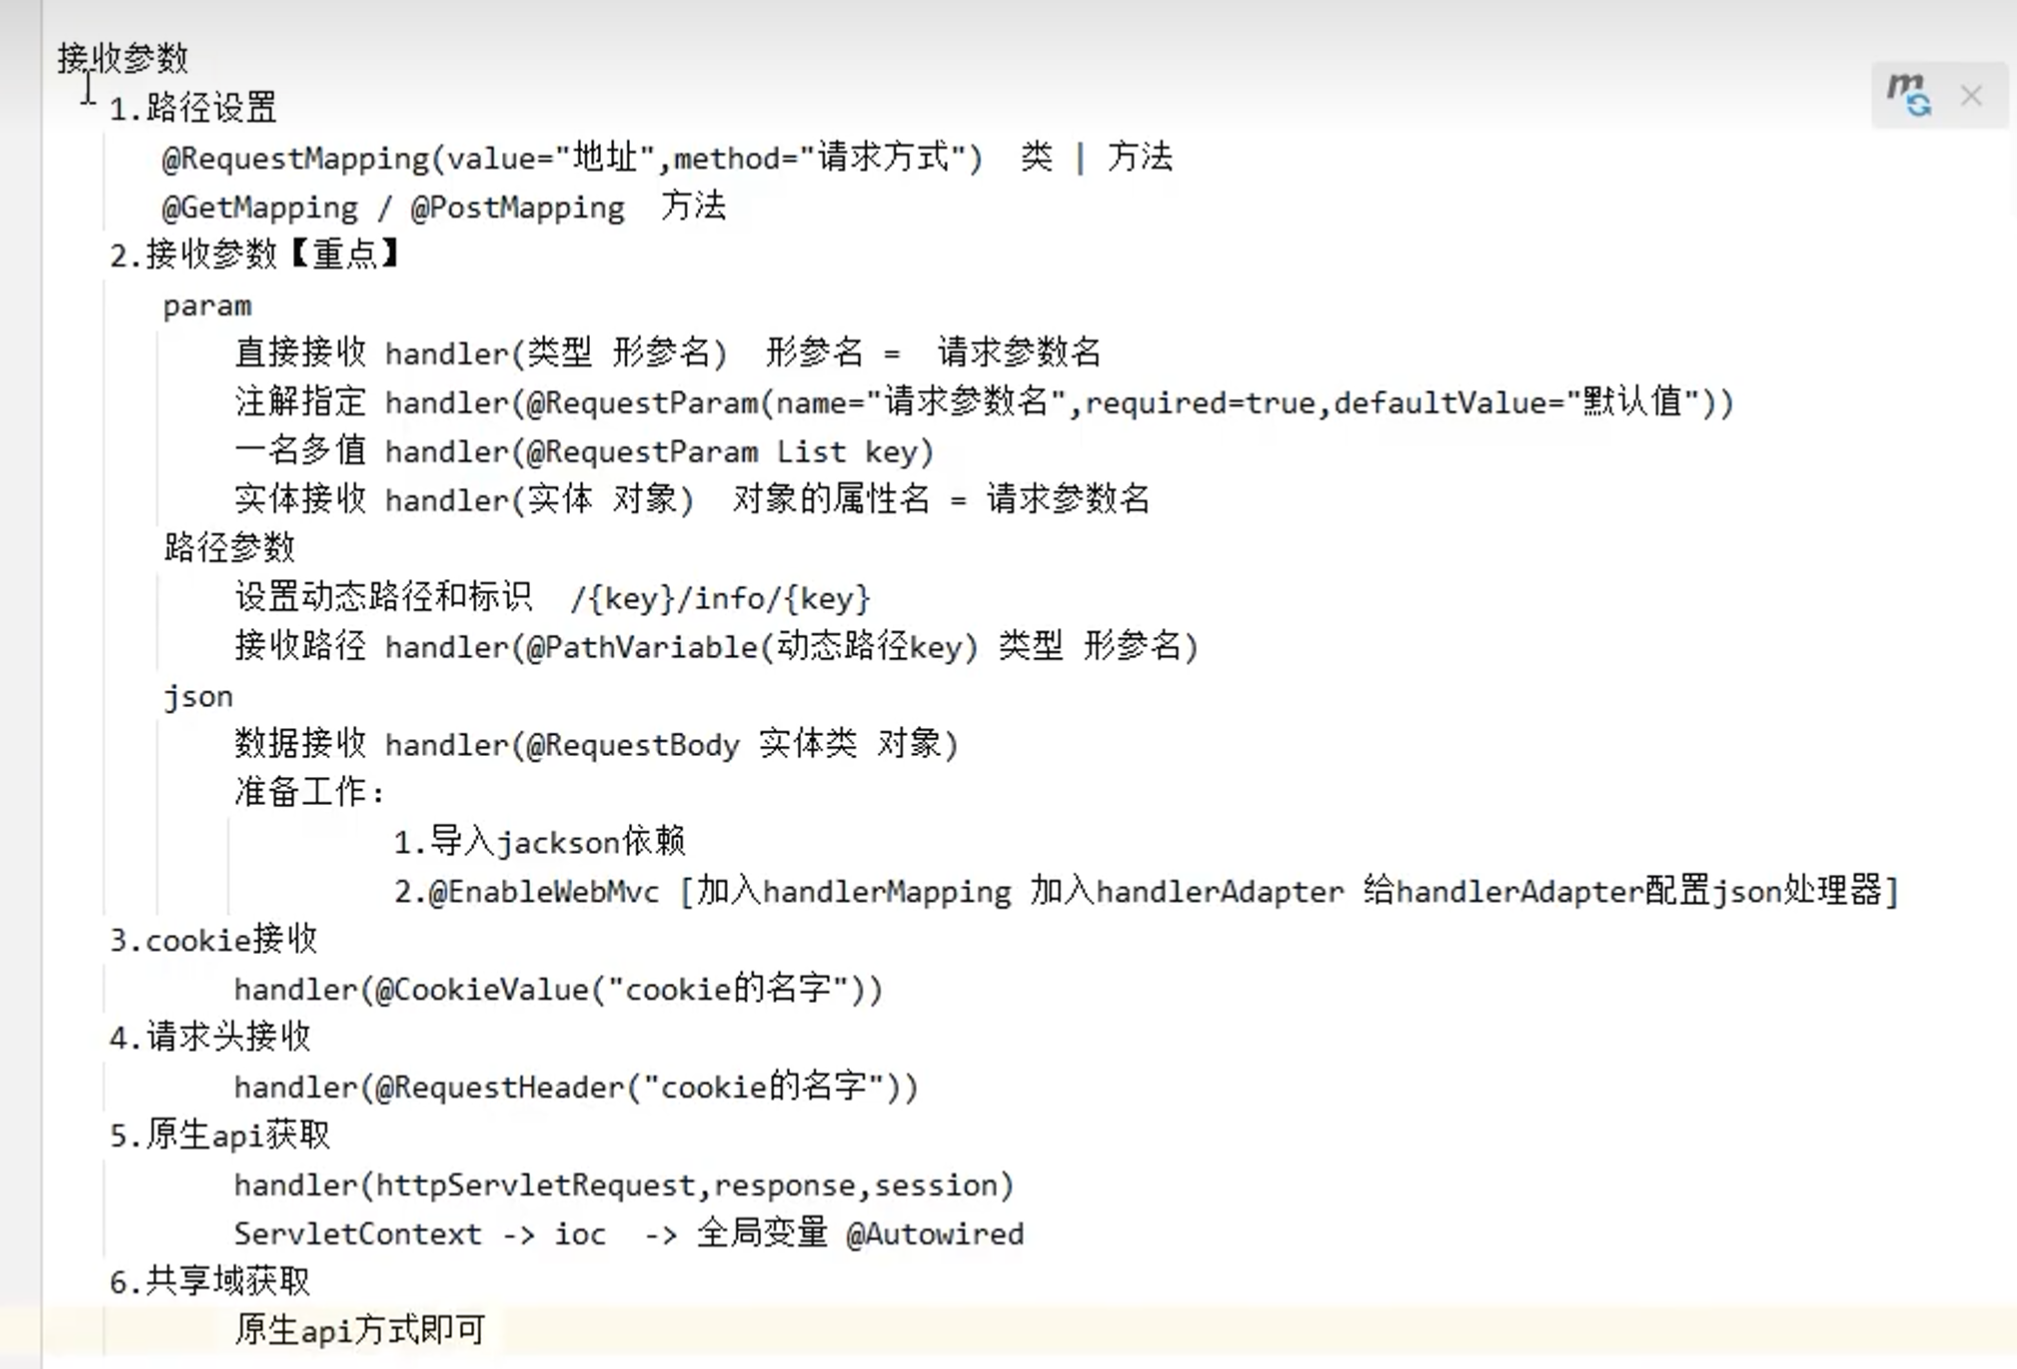 接收参数
1.路径设置
@RequestMapping(value="地址",method="请求方式") 类 | 方法
@GetMapping / @PostMapping 方法
2.接收参数【重点】
param
直接接收 handler(类型 形参名) 形参名 = 请求参数名
注解指定 handler(@RequestParam(name="请求参数名",required=true,defaultValue="默认值"))
一名多值 handler(@RequestParam List key)
实体接收 handler(实体 对象) 对象的属性名 = 请求参数名
路径参数
设置动态路径和标识 /{key}/info/{key}
接收路径 handler(@PathVariable(动态路径key) 类型 形参名)
json
数据接收 handler(@RequestBody 实体类 对象)
准备工作:
1.导入jackson依赖
2.@EnableWebMvc [加入handlerMapping 加入handlerAdapter 给handlerAdapter配置json处理器]
3.cookie接收
handler(@CookieValue("cookie的名字"))
4.请求头接收
handler(@RequestHeader("cookie的名字"))
5.原生api获取
handler(httpServletRequest,response,session)
ServletContext -> ioc -> 全局变量 @Autowired
6.共享域获取
原生api方式即可